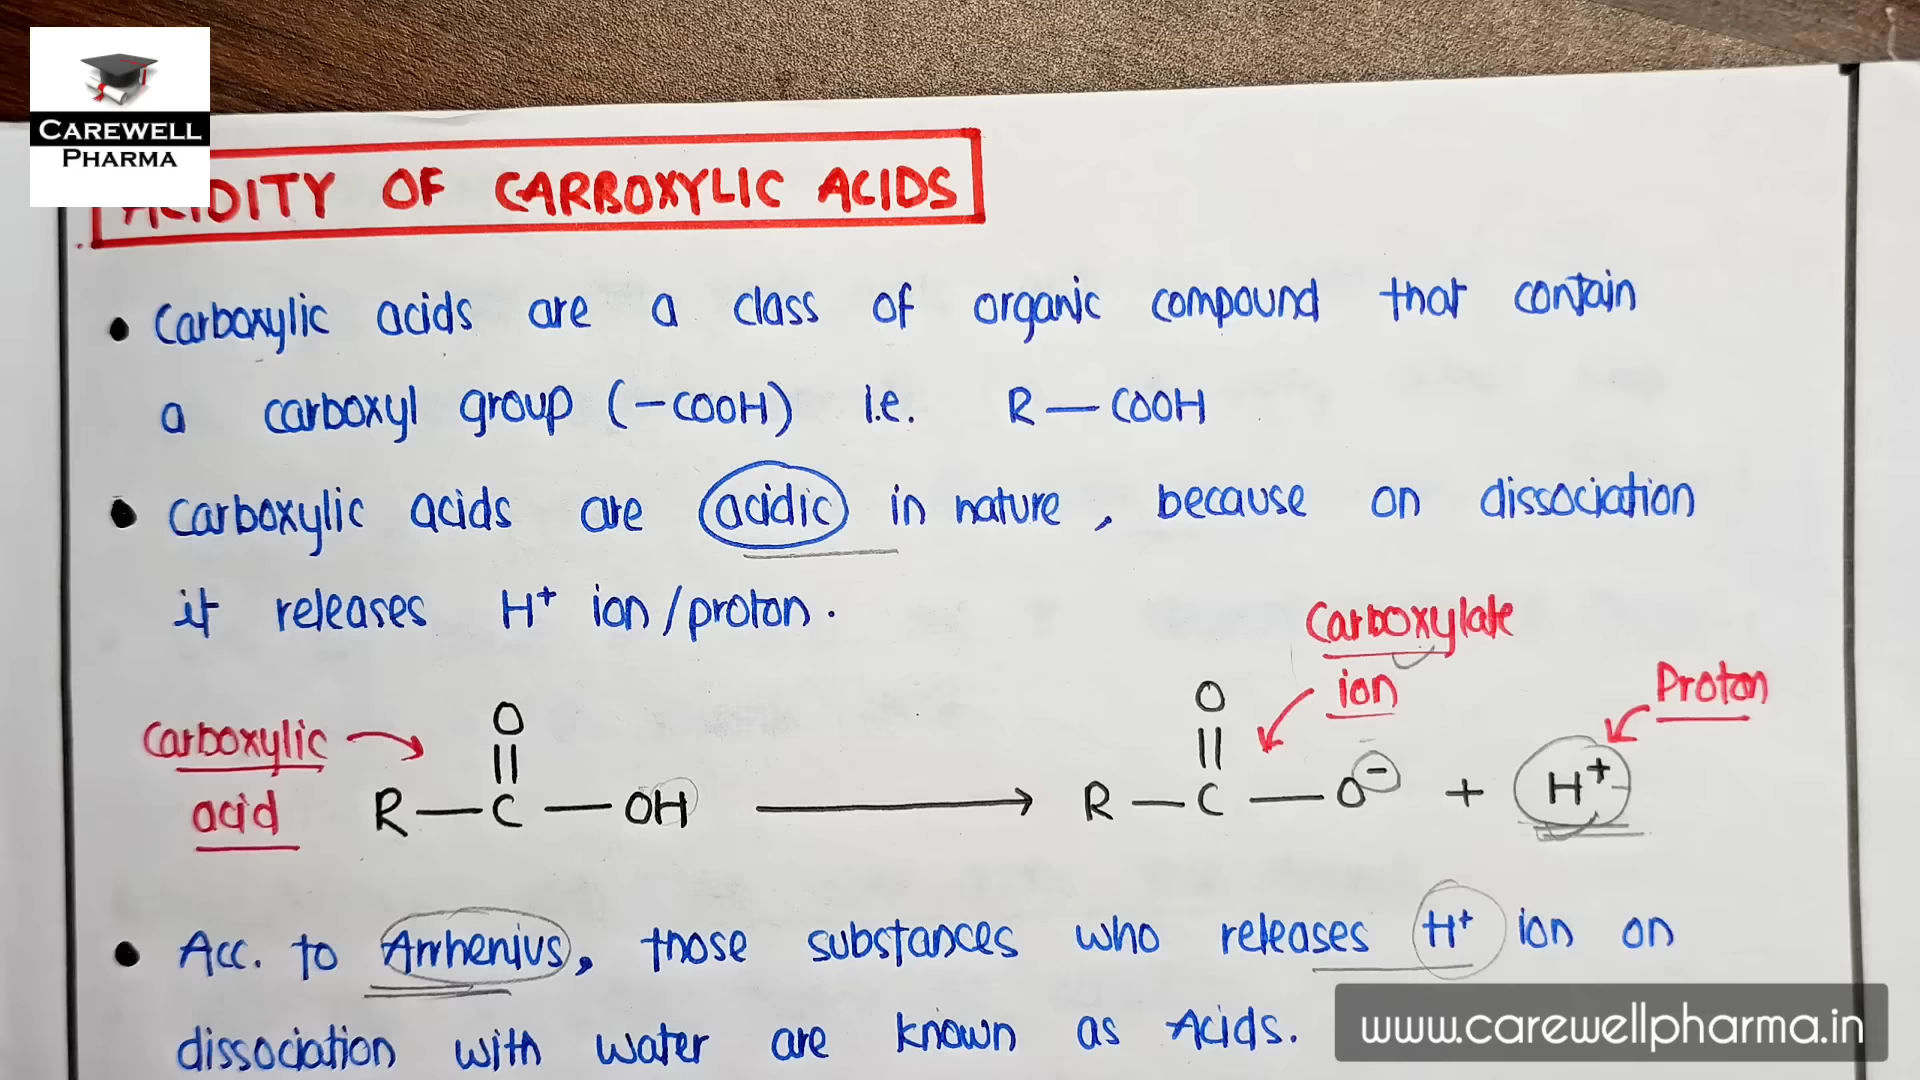 CAREWELL
PHARMA
ACIDITY OF CARBOXYLIC ACIDS
• Carboxylic acids are a class of organic compound that contain
a carboxyl group (-COOH) i.e. R — COOH
• Carboxylic acids are acidic in nature, because on dissociation
it releases H⁺ ion/proton.
Carboxylate
ion
Proton
Carboxylic
acid
O
||
R — C — OH
O
||
R — C — O⁻ + H⁺
• Acc. to Arrhenius, those substances who releases H⁺ ion on
dissociation with water are known as Acids.
www.carewellpharma.in